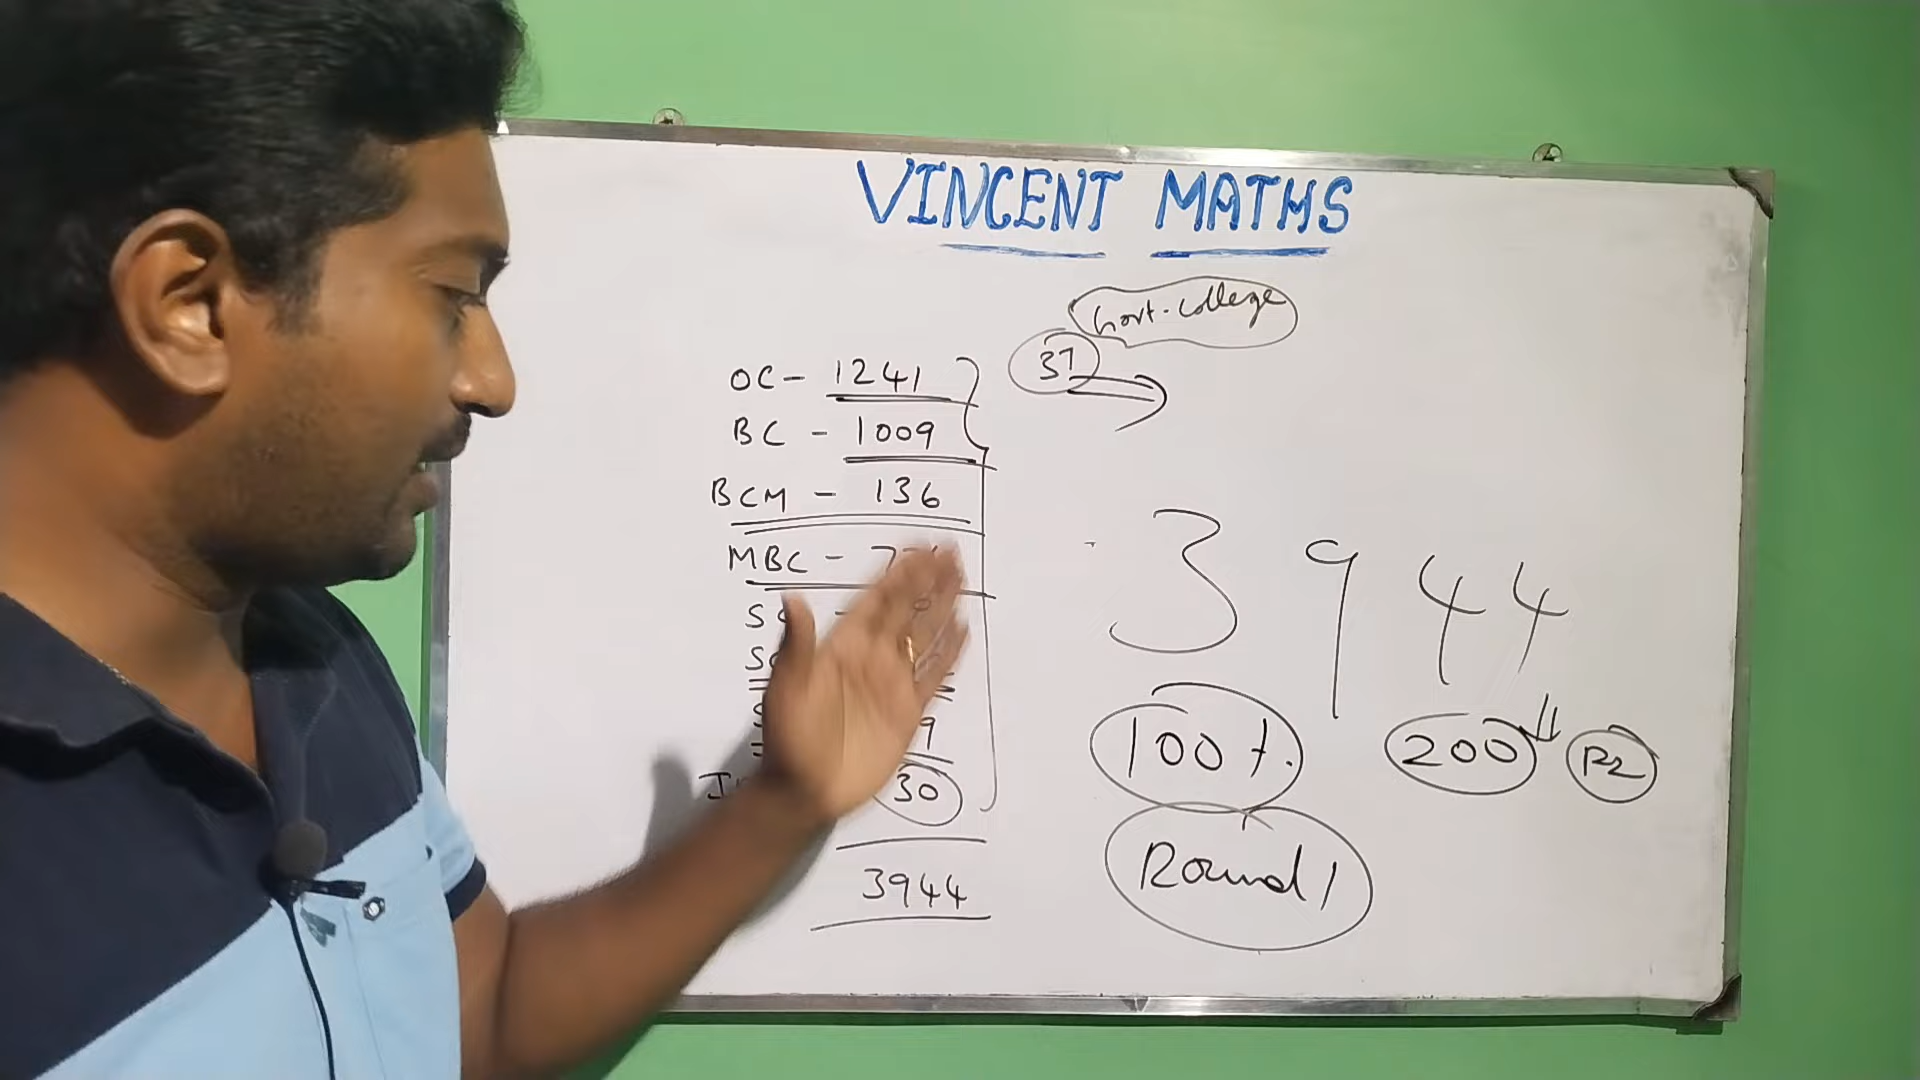 VINCENT MATHS
Govt-college
37
OC - 1241
BC - 1009
BCM - 136
MBC -
30
3944
3944
100%.
200
R2
Round 1